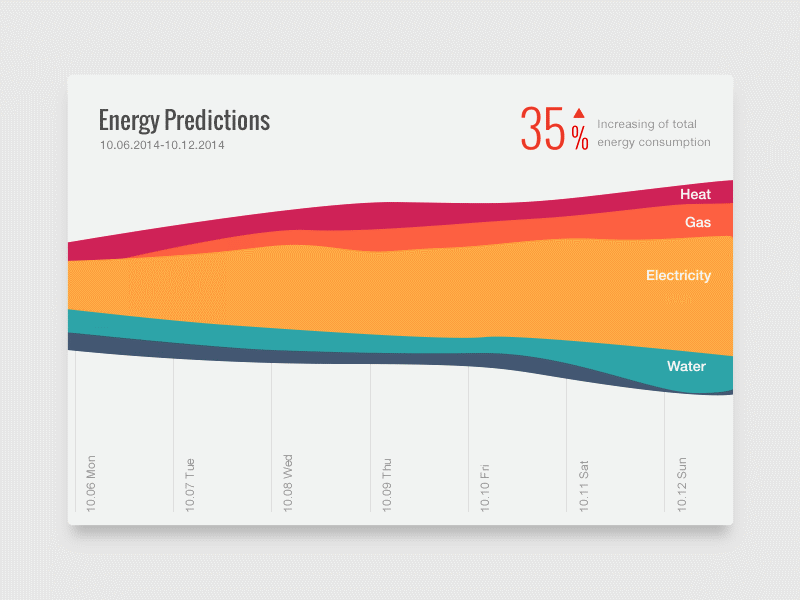 Energy Predictions
10.06.2014-10.12.2014
35%
Increasing of total
energy consumption
Heat
Gas
Electricity
Water
10.06 Mon
10.07 Tue
10.08 Wed
10.09 Thu
10.10 Fri
10.11 Sat
10.12 Sun